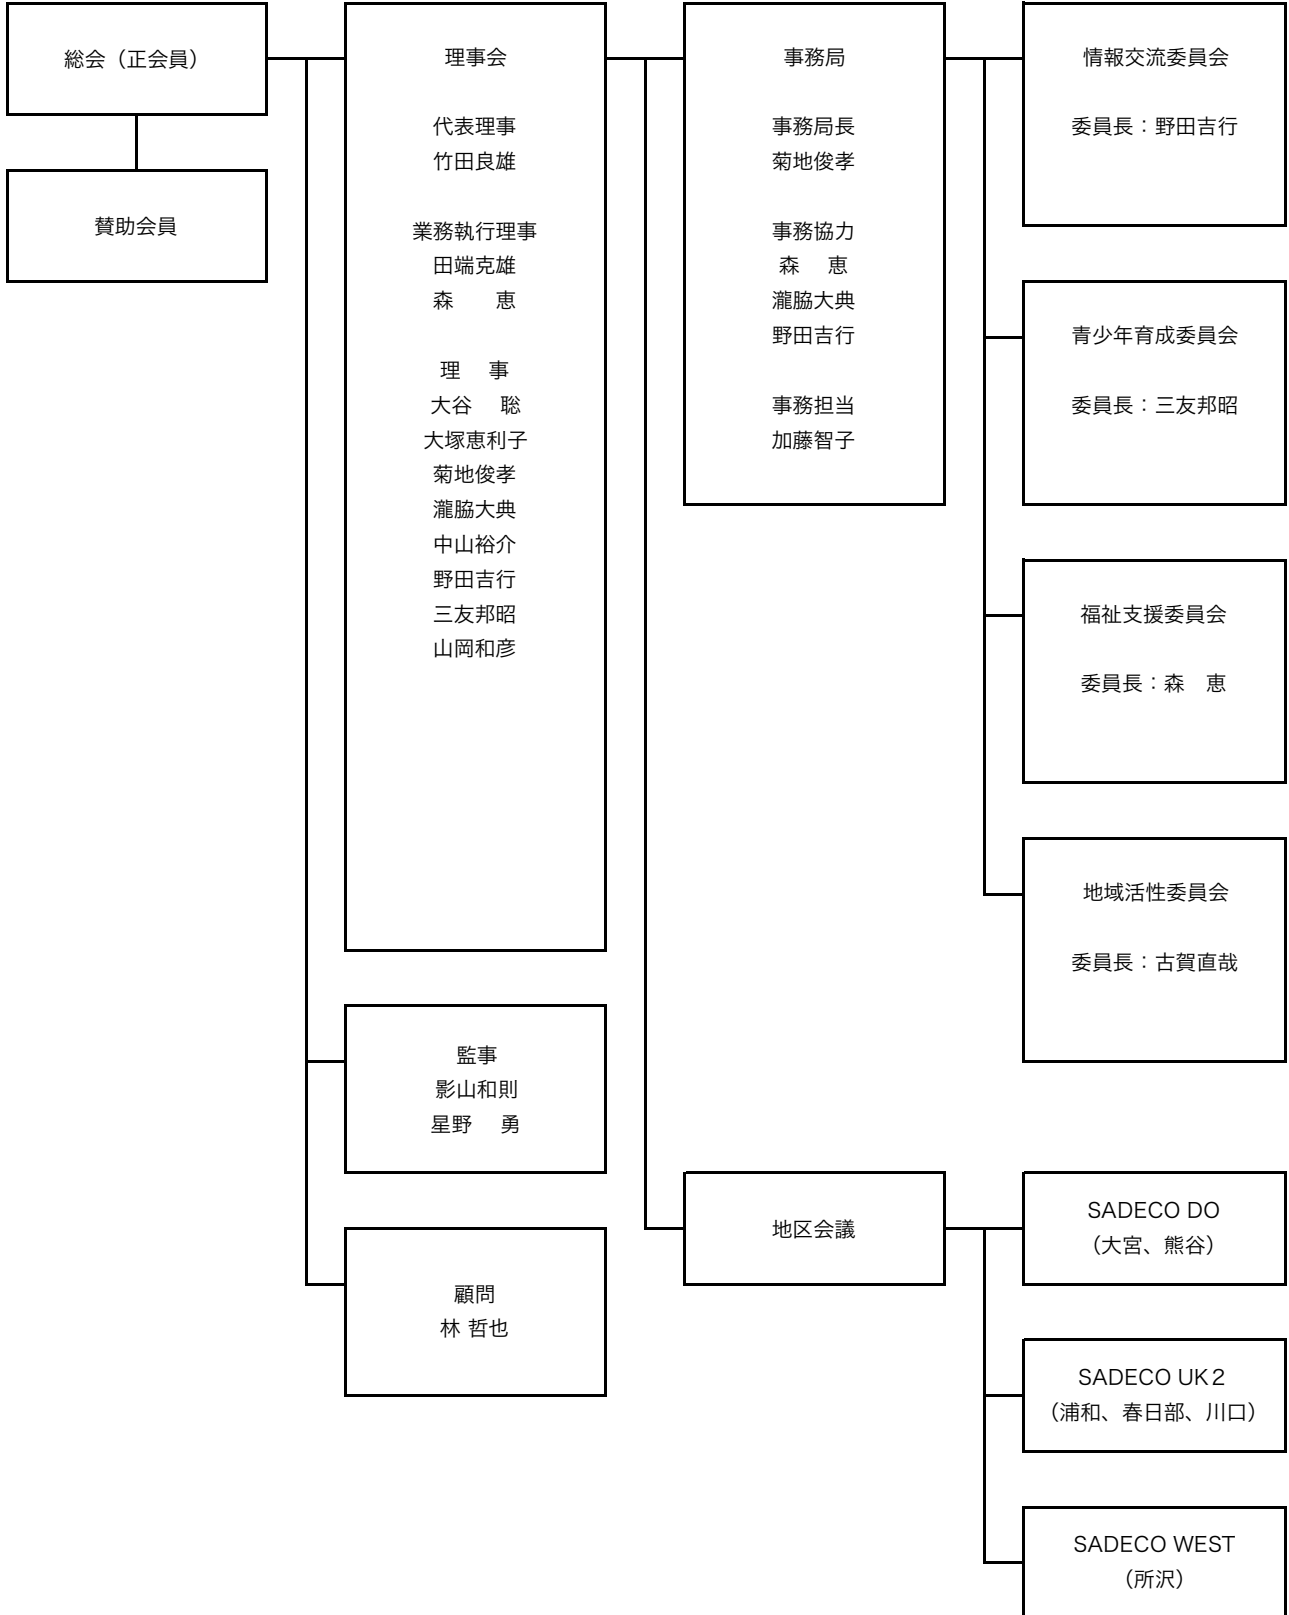 総会（正会員）
賛助会員
理事会
代表理事
竹田良雄
業務執行理事
田端克雄
森　　恵
理　事
大谷　聡
大塚恵利子
菊地俊孝
瀧脇大典
中山裕介
野田吉行
三友邦昭
山岡和彦
監事
影山和則
星野　勇
顧問
林 哲也
事務局
事務局長
菊地俊孝
事務協力
森　恵
瀧脇大典
野田吉行
事務担当
加藤智子
地区会議
情報交流委員会
委員長：野田吉行
青少年育成委員会
委員長：三友邦昭
福祉支援委員会
委員長：森　恵
地域活性委員会
委員長：古賀直哉
SADECO DO
（大宮、熊谷）
SADECO UK２
（浦和、春日部、川口）
SADECO WEST
（所沢）